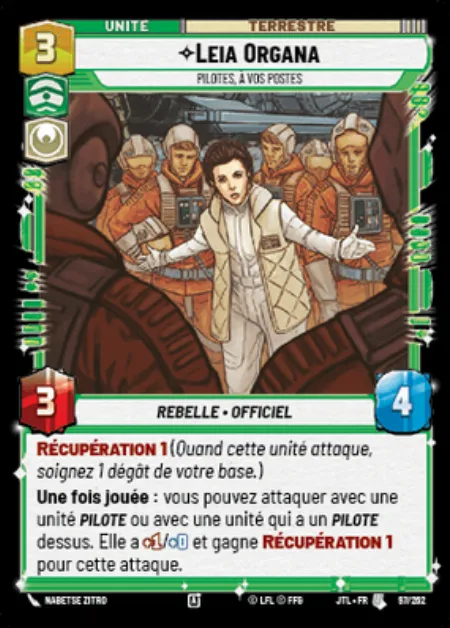 3
UNITÉ
TERRESTRE
LEIA ORGANA
PILOTES, À VOS POSTES
3
4
REBELLE • OFFICIEL
RÉCUPÉRATION 1 (Quand cette unité attaque,
soignez 1 dégât de votre base.)
Une fois jouée : vous pouvez attaquer avec une
unité PILOTE ou avec une unité qui a un PILOTE
dessus. Elle a +1/+0 et gagne RÉCUPÉRATION 1
pour cette attaque.
NABETSE ZITRO
A
© LFL © FFG
JTL • FR